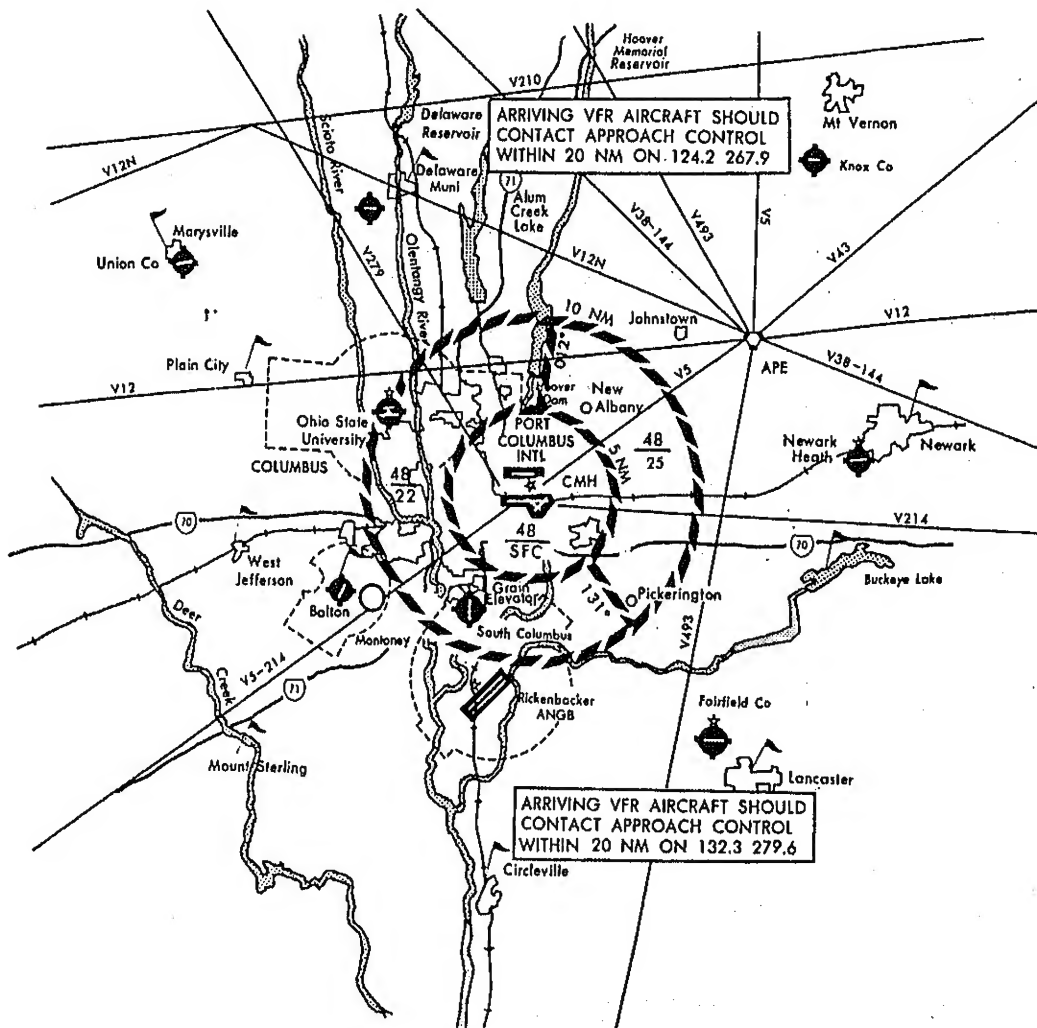 Hoover
Memorial
Reservoir
V210
Mt Vernon
Delaware
Reservoir
ARRIVING VFR AIRCRAFT SHOULD
CONTACT APPROACH CONTROL
WITHIN 20 NM ON 124.2 267.9
Scioto River
V12N
Knox Co
Delaware
Muni
71
Alum
Creek
Lake
V38-144
V493
V5
V43
Marysville
Union Co
V279
Olentangy River
V12N
10 NM
Johnstown
V12
APE
V38-144
Plain City
V12
012°
V5
Hoover
Dam
New
Albany
Ohio State
University
PORT
COLUMBUS
INTL
48
25
Newark
Heath
Newark
COLUMBUS
48
22
5 NM
CMH
V214
70
48
SFC
70
West
Jefferson
Buckeye Lake
Bolton
Grain
Elevator
131°
Pickerington
Deer
Creek
Montoney
South Columbus
V493
V5-214
71
Rickenbacker
ANGB
Fairfield Co
Mount Sterling
Lancaster
ARRIVING VFR AIRCRAFT SHOULD
CONTACT APPROACH CONTROL
WITHIN 20 NM ON 132.3 279.6
Circleville